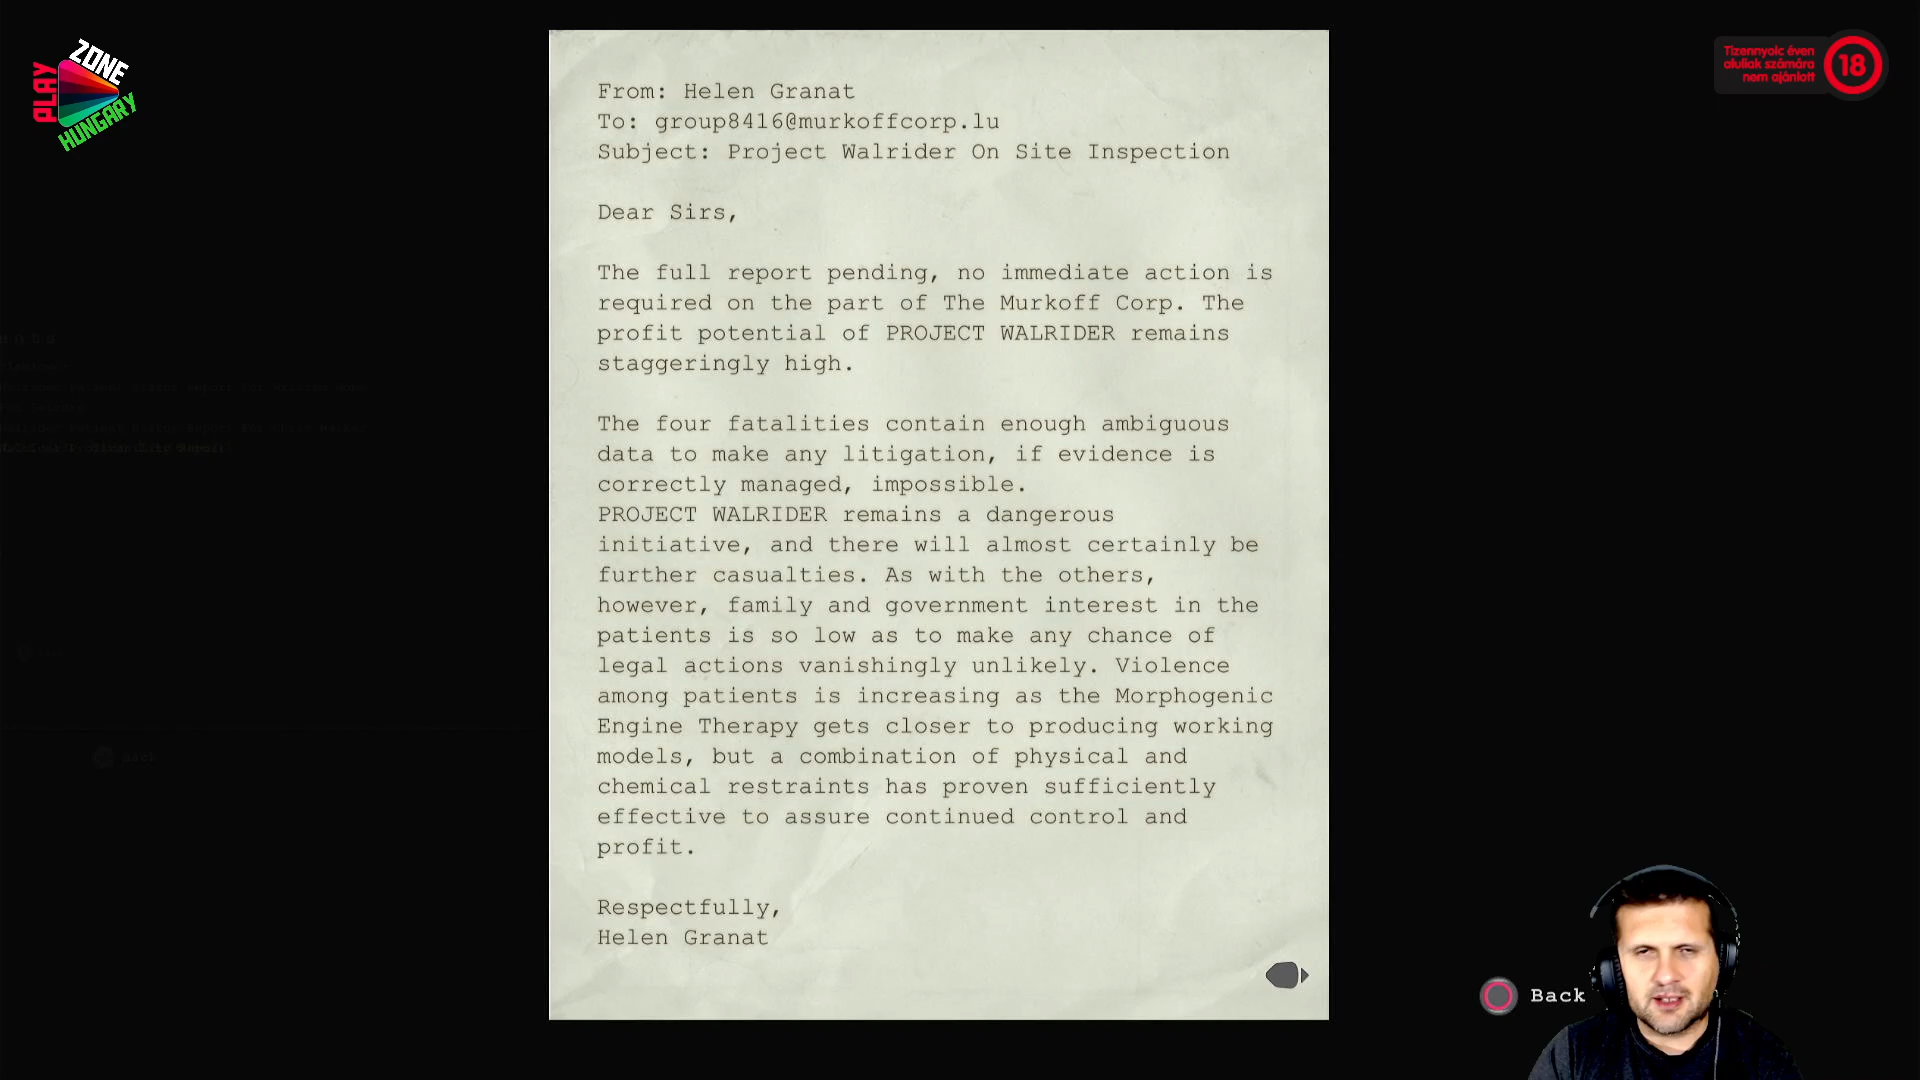 PLAY
ZONE
HUNGARY
Tizennyolc éven
aluliak számára
nem ajánlott
18
From: Helen Granat
To: group8416@murkoffcorp.lu
Subject: Project Walrider On Site Inspection
Dear Sirs,
The full report pending, no immediate action is
required on the part of The Murkoff Corp. The
profit potential of PROJECT WALRIDER remains
staggeringly high.
The four fatalities contain enough ambiguous
data to make any litigation, if evidence is
correctly managed, impossible.
PROJECT WALRIDER remains a dangerous
initiative, and there will almost certainly be
further casualties. As with the others,
however, family and government interest in the
patients is so low as to make any chance of
legal actions vanishingly unlikely. Violence
among patients is increasing as the Morphogenic
Engine Therapy gets closer to producing working
models, but a combination of physical and
chemical restraints has proven sufficiently
effective to assure continued control and
profit.
Respectfully,
Helen Granat
Back
Back